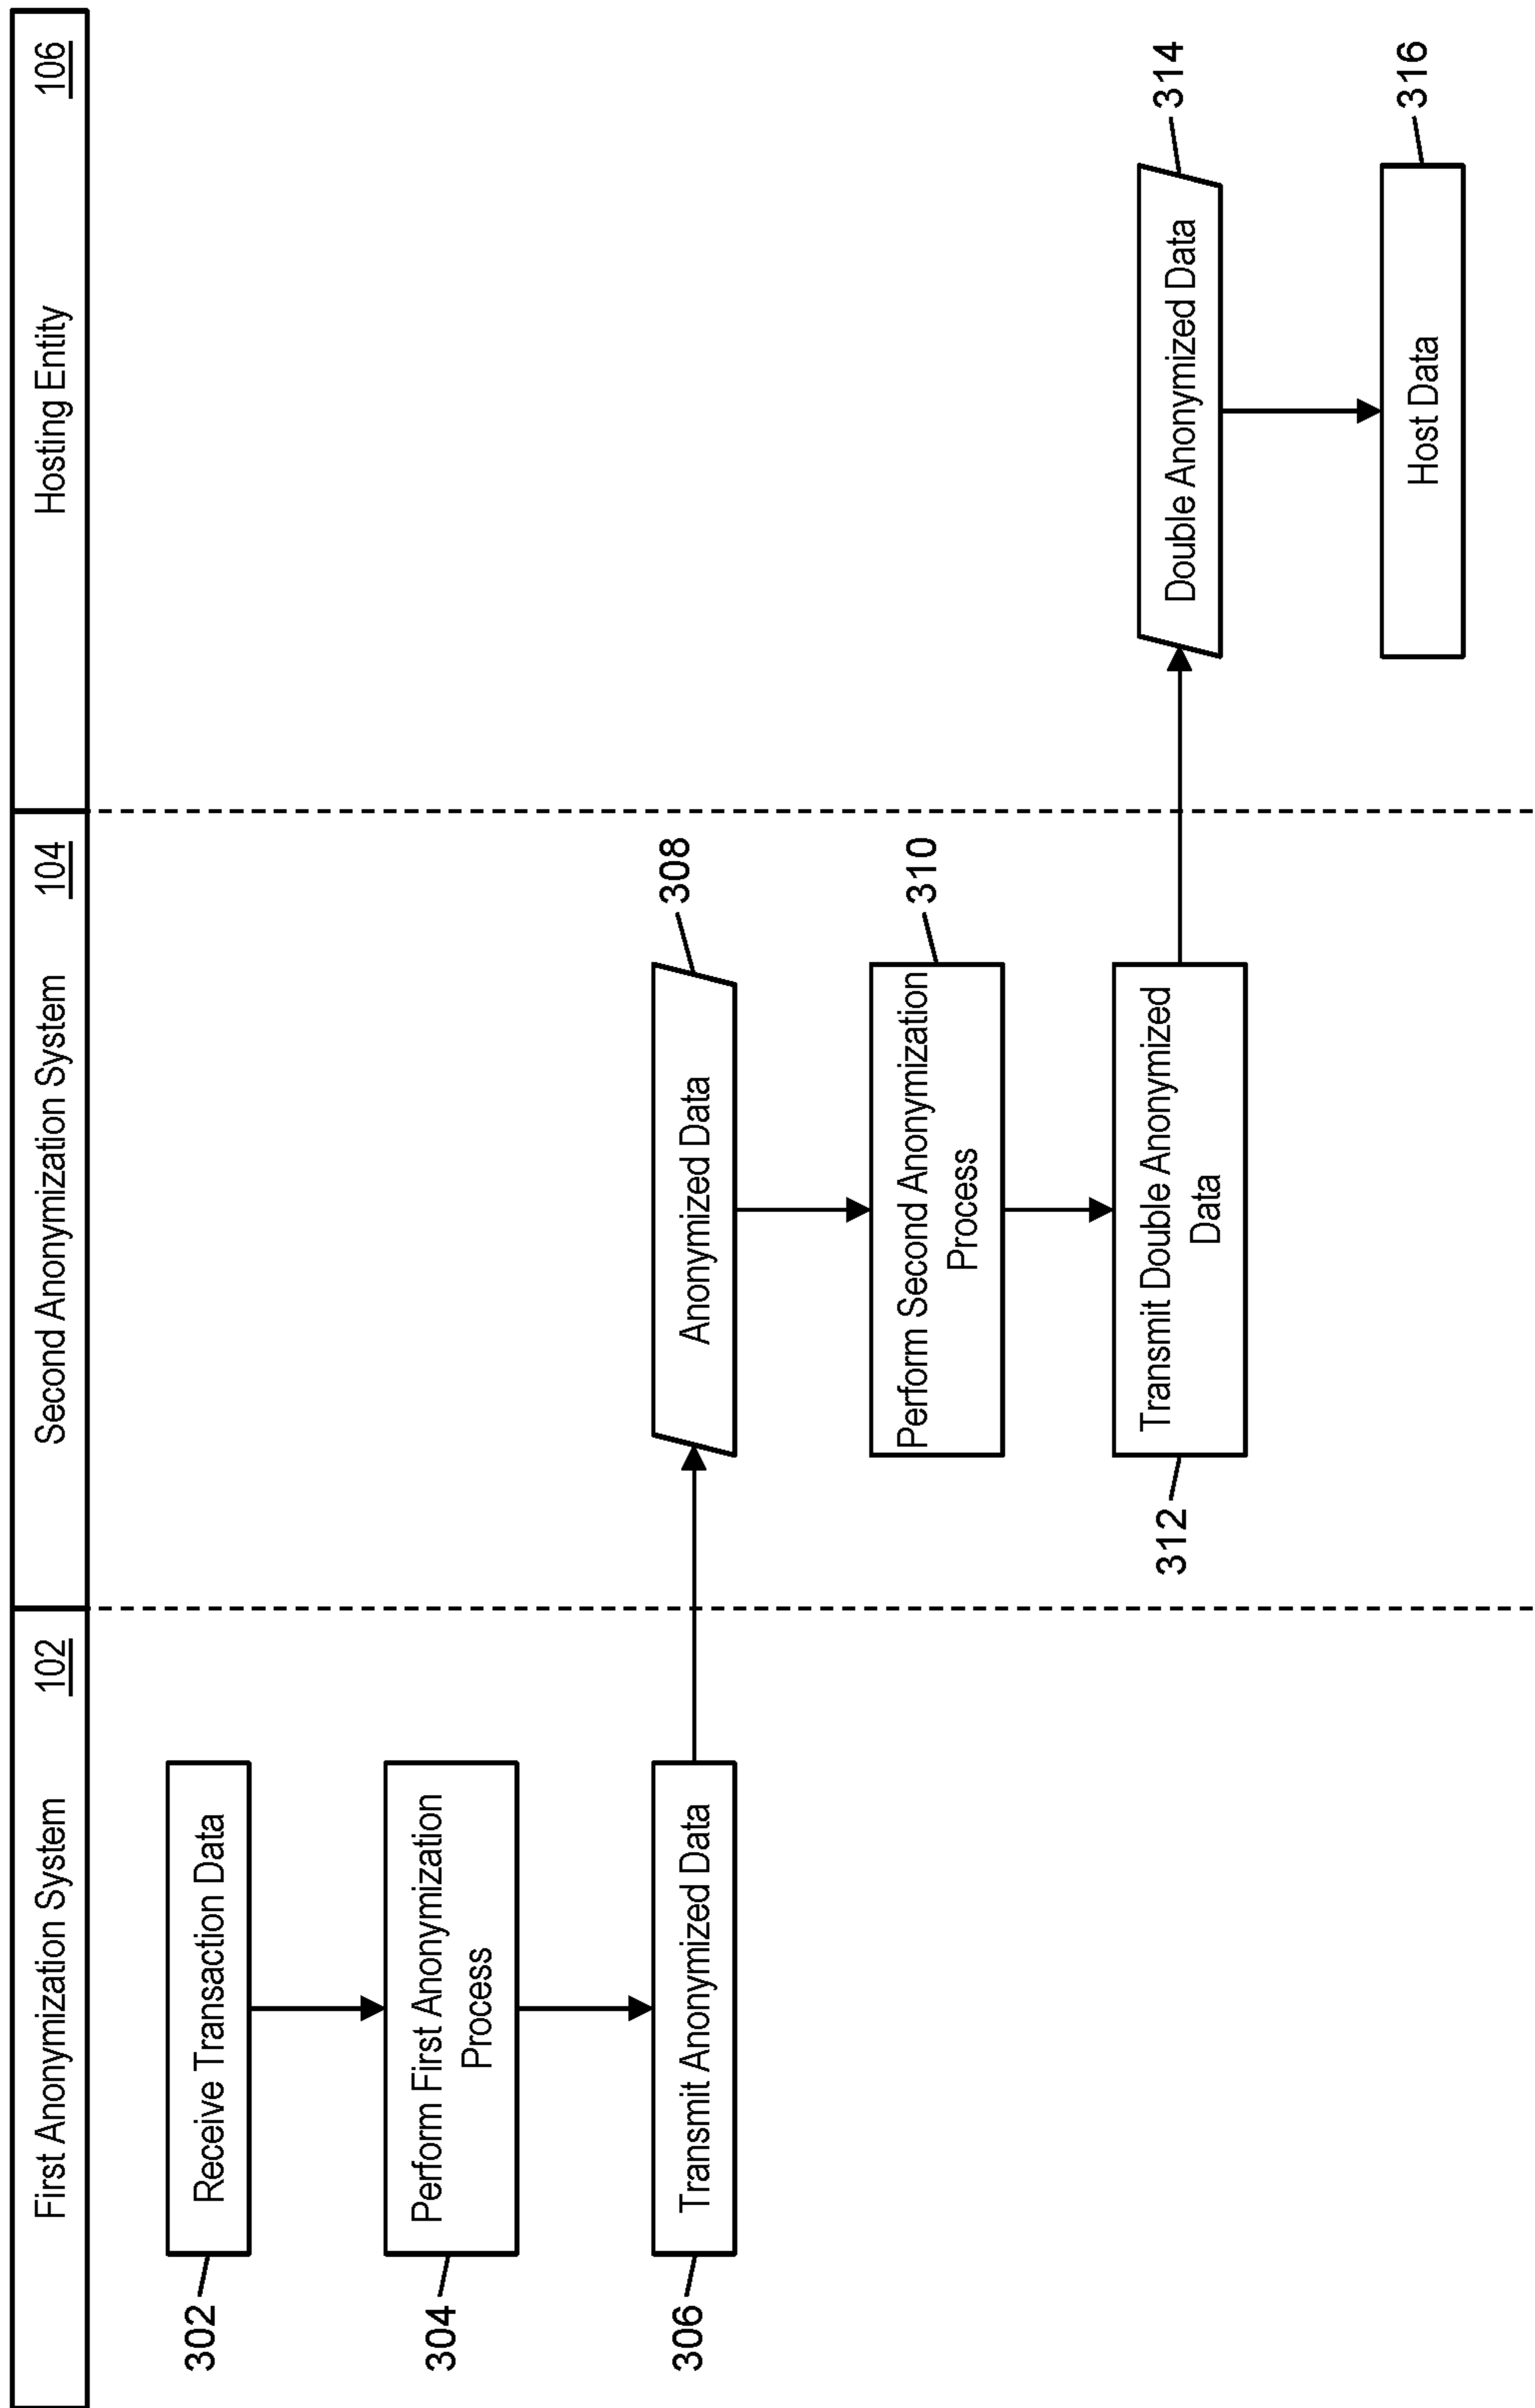 First Anonymization System 102
Second Anonymization System 104
Hosting Entity 106
302
Receive Transaction Data
304
Perform First Anonymization
Process
306
Transmit Anonymized Data
Anonymized Data
308
Perform Second Anonymization
Process
310
312
Transmit Double Anonymized
Data
Double Anonymized Data
314
Host Data
316